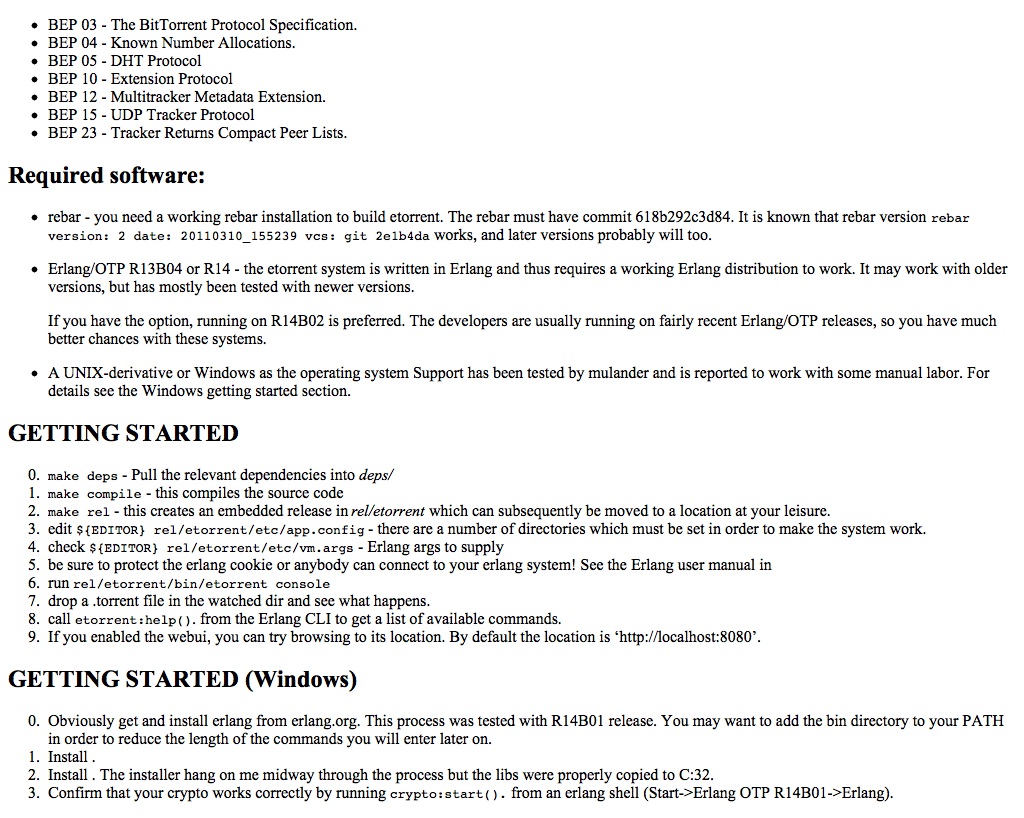 • BEP 03 - The BitTorrent Protocol Specification.
• BEP 04 - Known Number Allocations.
• BEP 05 - DHT Protocol
• BEP 10 - Extension Protocol
• BEP 12 - Multitracker Metadata Extension.
• BEP 15 - UDP Tracker Protocol
• BEP 23 - Tracker Returns Compact Peer Lists.
Required software:
• rebar - you need a working rebar installation to build etorrent. The rebar must have commit 618b292c3d84. It is known that rebar version rebar
version: 2 date: 20110310_155239 vcs: git 2e1b4da works, and later versions probably will too.
• Erlang/OTP R13B04 or R14 - the etorrent system is written in Erlang and thus requires a working Erlang distribution to work. It may work with older
versions, but has mostly been tested with newer versions.
If you have the option, running on R14B02 is preferred. The developers are usually running on fairly recent Erlang/OTP releases, so you have much
better chances with these systems.
• A UNIX-derivative or Windows as the operating system Support has been tested by mulander and is reported to work with some manual labor. For
details see the Windows getting started section.
GETTING STARTED
0. make deps - Pull the relevant dependencies into deps/
1. make compile - this compiles the source code
2. make rel - this creates an embedded release in rel/etorrent which can subsequently be moved to a location at your leisure.
3. edit ${EDITOR} rel/etorrent/etc/app.config - there are a number of directories which must be set in order to make the system work.
4. check ${EDITOR} rel/etorrent/etc/vm.args - Erlang args to supply
5. be sure to protect the erlang cookie or anybody can connect to your erlang system! See the Erlang user manual in
6. run rel/etorrent/bin/etorrent console
7. drop a .torrent file in the watched dir and see what happens.
8. call etorrent:help(). from the Erlang CLI to get a list of available commands.
9. If you enabled the webui, you can try browsing to its location. By default the location is ‘http://localhost:8080’.
GETTING STARTED (Windows)
0. Obviously get and install erlang from erlang.org. This process was tested with R14B01 release. You may want to add the bin directory to your PATH
in order to reduce the length of the commands you will enter later on.
1. Install .
2. Install . The installer hang on me midway through the process but the libs were properly copied to C:32.
3. Confirm that your crypto works correctly by running crypto:start(). from an erlang shell (Start->Erlang OTP R14B01->Erlang).